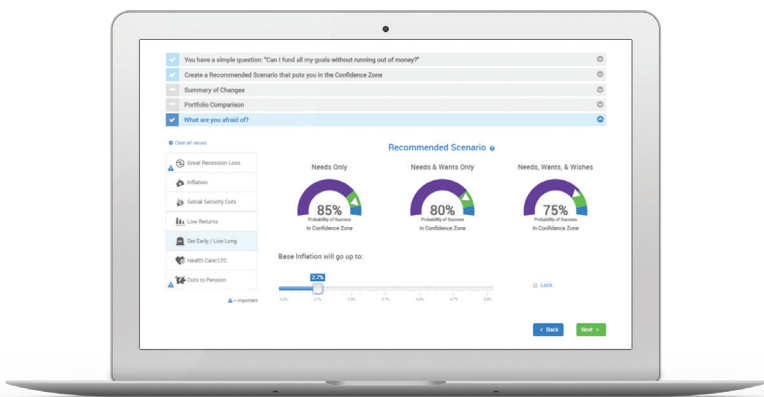 You have a simple question: "Can I fund all my goals without running out of money?"
Create a Recommended Scenario that puts you in the Confidence Zone
Summary of Changes
Portfolio Comparison
What are you afraid of?
Clear all values
Great Recession Loss
Inflation
Social Security Cuts
Low Returns
Die Early / Live Long
Health Care/LTC
Cuts to Pension
= Important
Recommended Scenario
Needs Only
85%
Probability of Success
In Confidence Zone
Needs & Wants Only
80%
Probability of Success
In Confidence Zone
Needs, Wants, & Wishes
75%
Probability of Success
In Confidence Zone
Base Inflation will go up to:
2.7%
Lock
< Back
Next >